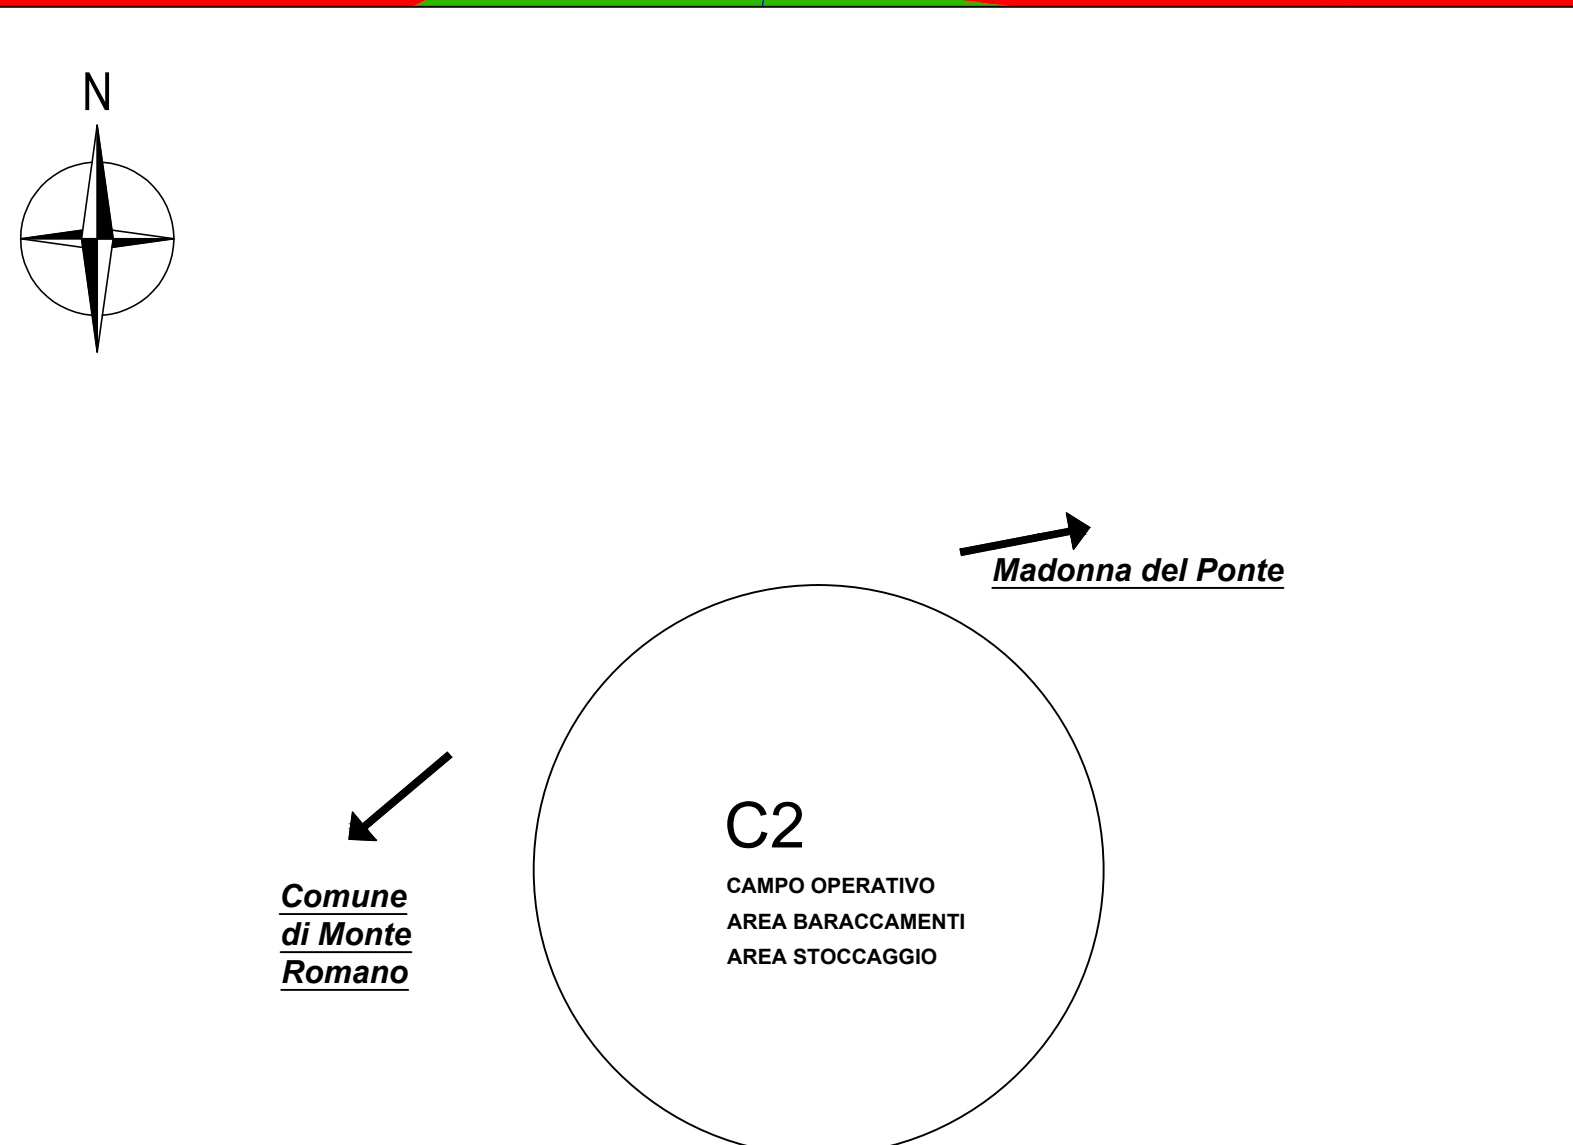 N
Madonna del Ponte
C2
CAMPO OPERATIVO
AREA BARACCAMENTI
AREA STOCCAGGIO
Comune
di Monte
Romano